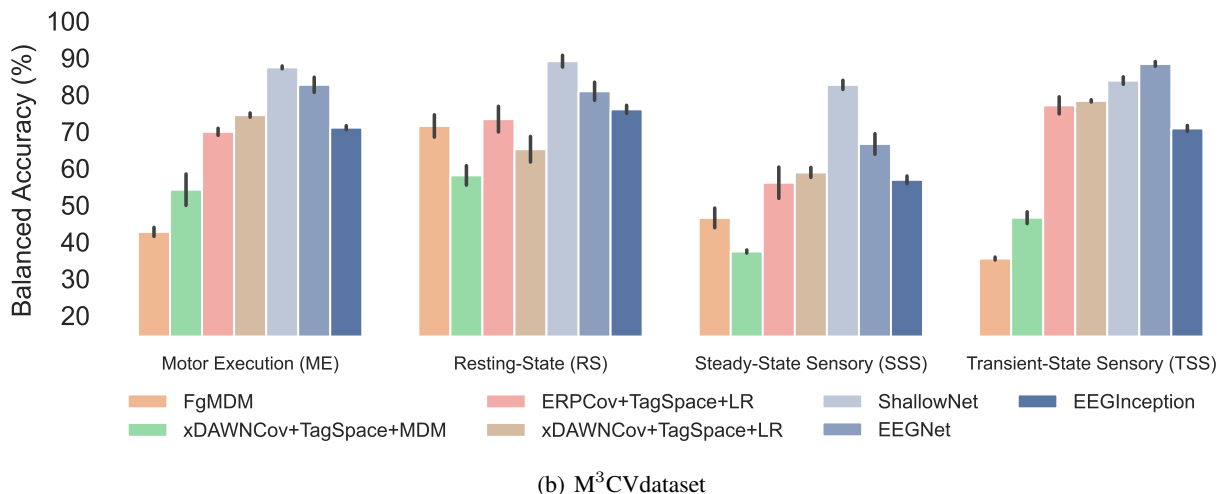 Balanced Accuracy (%)
100
90
80
70
60
50
40
30
20
Motor Execution (ME) Resting-State (RS) Steady-State Sensory (SSS) Transient-State Sensory (TSS)
FgMDM ERPCov+TagSpace+LR ShallowNet EEGInception
xDAWNCov+TagSpace+MDM xDAWNCov+TagSpace+LR EEGNet
(b) M³CVdataset